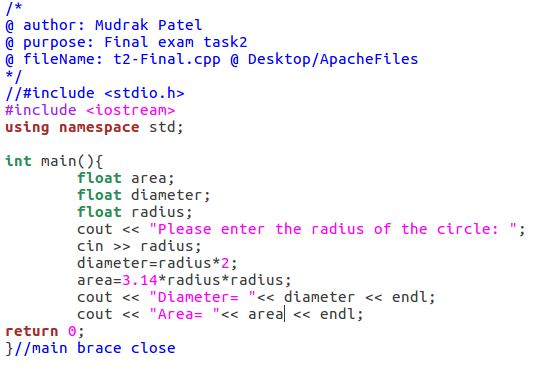 /*
@ author: Mudrak Patel
@ purpose: Final exam task2
@ fileName: t2-Final.cpp @ Desktop/ApacheFiles
*/
//#include <stdio.h>
#include <iostream>
using namespace std;

int main(){
        float area;
        float diameter;
        float radius;
        cout << "Please enter the radius of the circle: ";
        cin >> radius;
        diameter=radius*2;
        area=3.14*radius*radius;
        cout << "Diameter= "<< diameter << endl;
        cout << "Area= "<< area << endl;
return 0;
}//main brace close